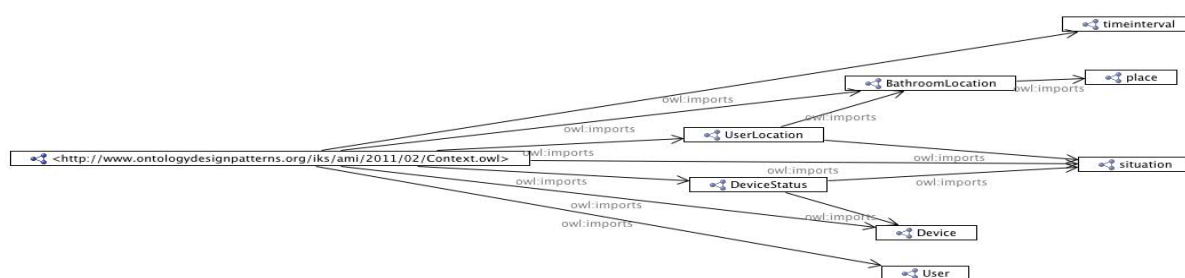 timeinterval
place
BathroomLocation
owl:imports
owl:imports
owl:imports
owl:imports
UserLocation
owl:imports
<http://www.ontologydesignpatterns.org/iks/ami/2011/02/Context.owl>
situation
owl:imports
owl:imports
DeviceStatus
owl:imports
owl:imports
owl:imports
Device
owl:imports
User